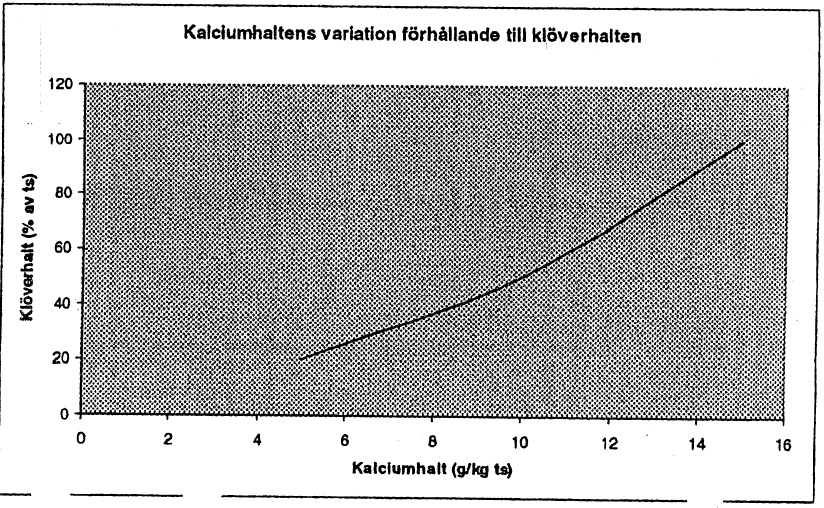 Kalciumhaltens variation förhållande till klöverhalten
120
100
80
60
40
20
0
Klöverhalt (% av ts)
0 2 4 6 8 10 12 14 16
Kalciumhalt (g/kg ts)